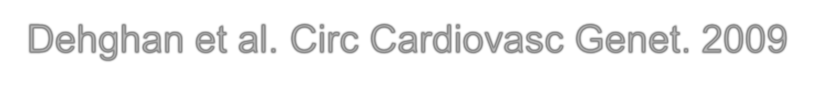 Dehghan et al. Circ Cardiovasc Genet. 2009